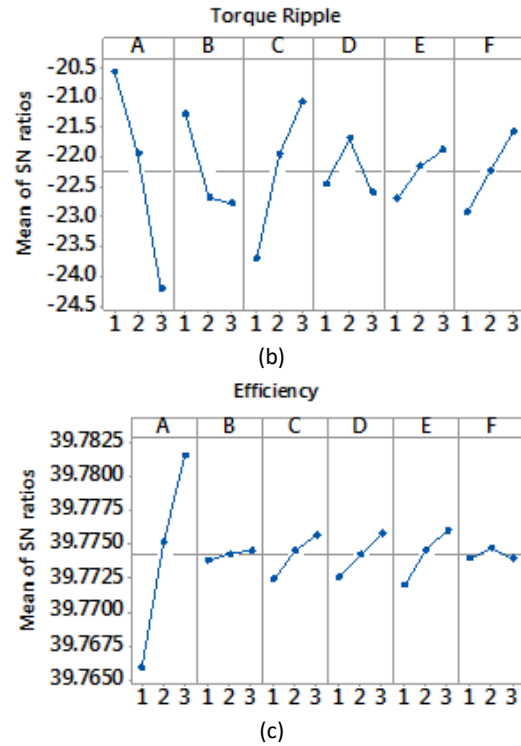 Torque Ripple
A B C D E F
Mean of SN ratios
-20.5
-21.0
-21.5
-22.0
-22.5
-23.0
-23.5
-24.0
-24.5
1 2 3 1 2 3 1 2 3 1 2 3 1 2 3 1 2 3
(b)
Efficiency
A B C D E F
Mean of SN ratios
39.7825
39.7800
39.7775
39.7750
39.7725
39.7700
39.7675
39.7650
1 2 3 1 2 3 1 2 3 1 2 3 1 2 3 1 2 3
(c)